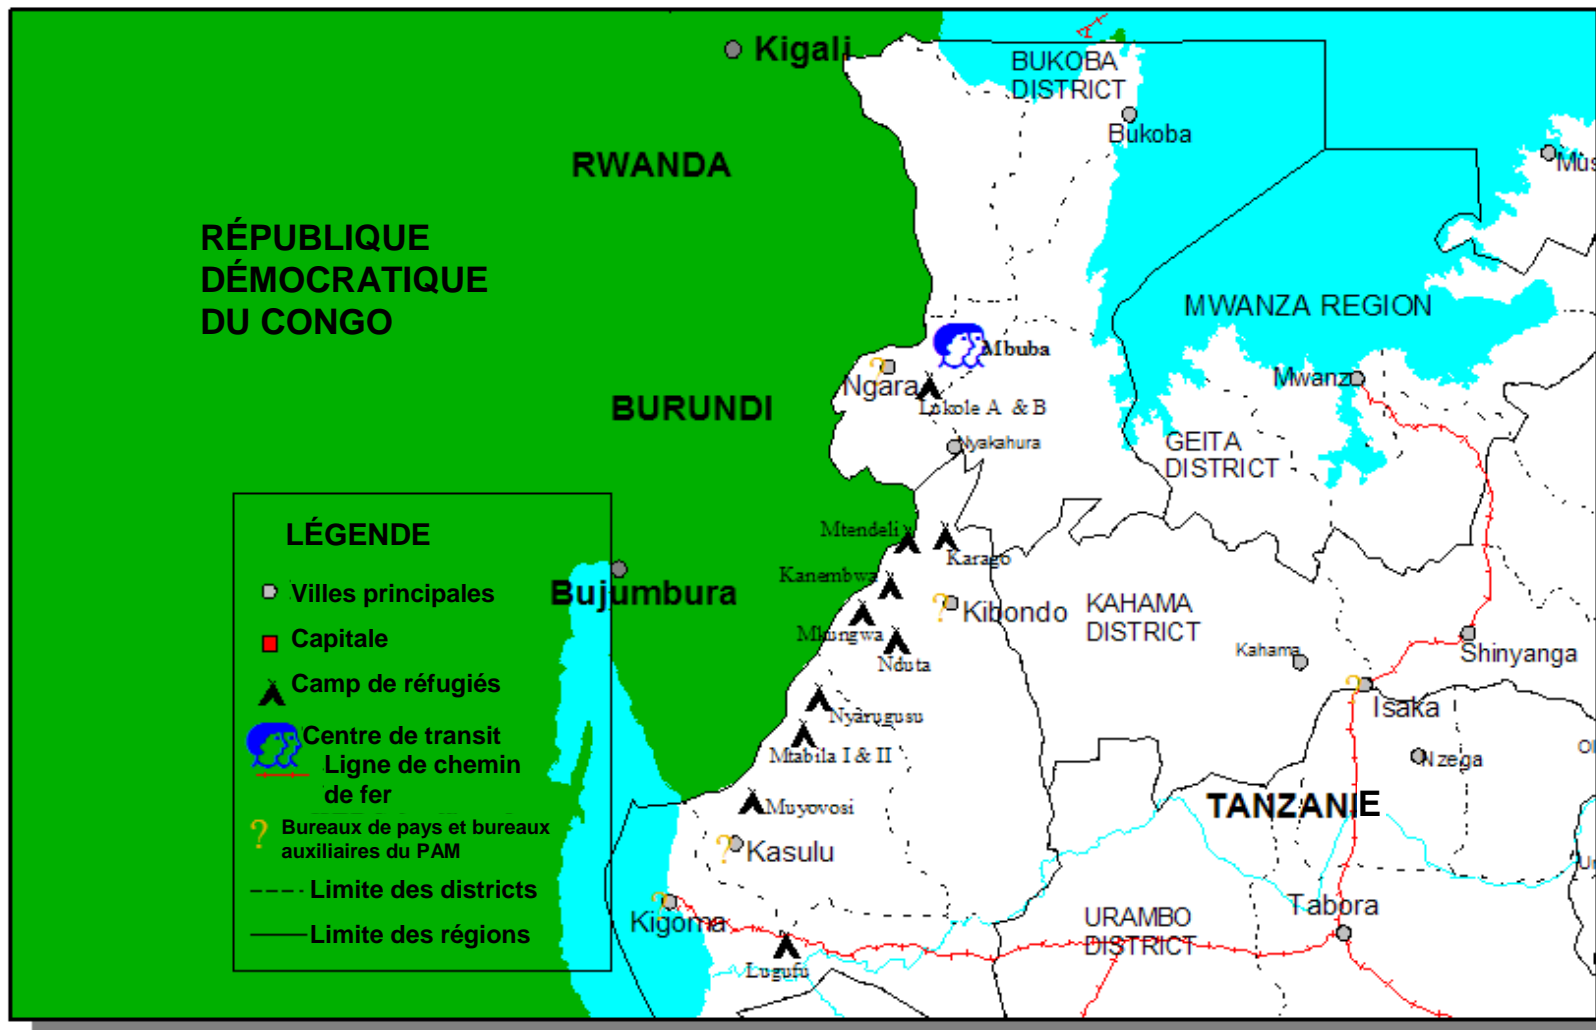 Kigali
BUKOBA
DISTRICT
Bukoba
Mus
RWANDA
RÉPUBLIQUE
DÉMOCRATIQUE
DU CONGO
MWANZA REGION
Mbuba
Ngara
Mwanz
Lukole A & B
BURUNDI
Nyakahura
GEITA
DISTRICT
LÉGENDE
Villes principales
Capitale
Camp de réfugiés
Centre de transit
Ligne de chemin
de fer
? Bureaux de pays et bureaux
auxiliaires du PAM
Limite des districts
Limite des régions
Mtendeli
Karago
Bujumbura
Kanembwa
? Kibondo
KAHAMA
DISTRICT
Mkungwa
Nduta
Kahama
Shinyanga
Isaka
Nyarugusu
Mtabila I & II
Nzega
Muyovosi
TANZANIE
Kasulu
Kigoma
URAMBO
DISTRICT
Tabora
Lugufu